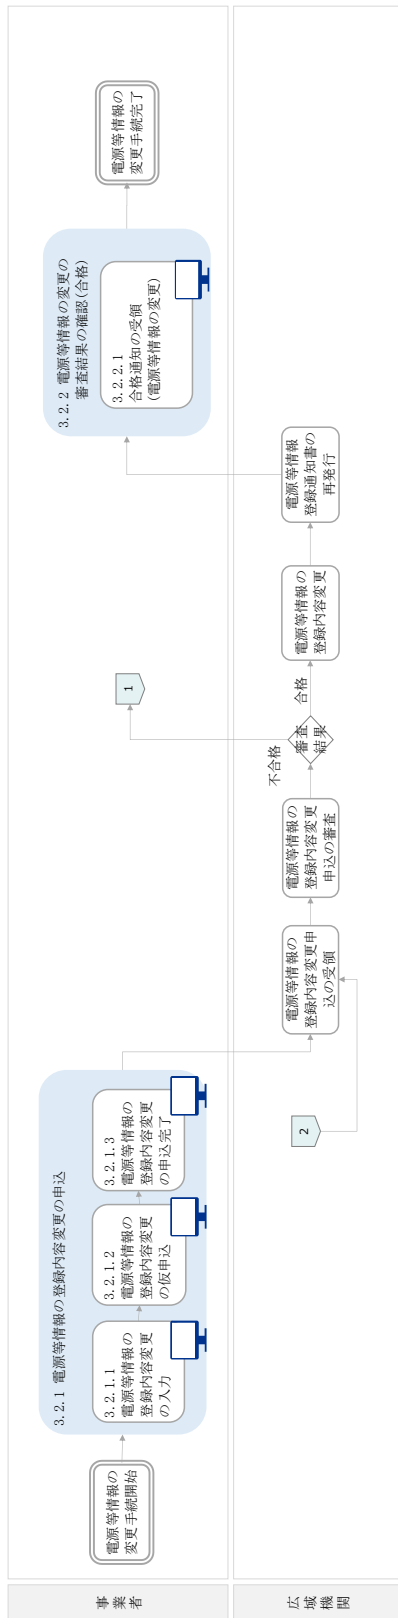 事
業
者
電源等情報の
変更手続開始
3.2.1 電源等情報の登録内容変更の申込
3.2.1.1
電源等情報の
登録内容変更
の入力
3.2.1.2
電源等情報の
登録内容変更
の仮申込
3.2.1.3
電源等情報の
登録内容変更
の申込完了
1
3.2.2 電源等情報の変更の
審査結果の確認(合格)
3.2.2.1
合格通知の受領
(電源等情報の変更)
電源等情報の
変更手続完了
広
域
機
関
2
電源等情報の
登録内容変更申
込の受領
電源等情報の
登録内容変更
申込の審査
審査
結果
不合格
合格
電源等情報の
登録内容変更
電源等情報
登録通知書の
再発行